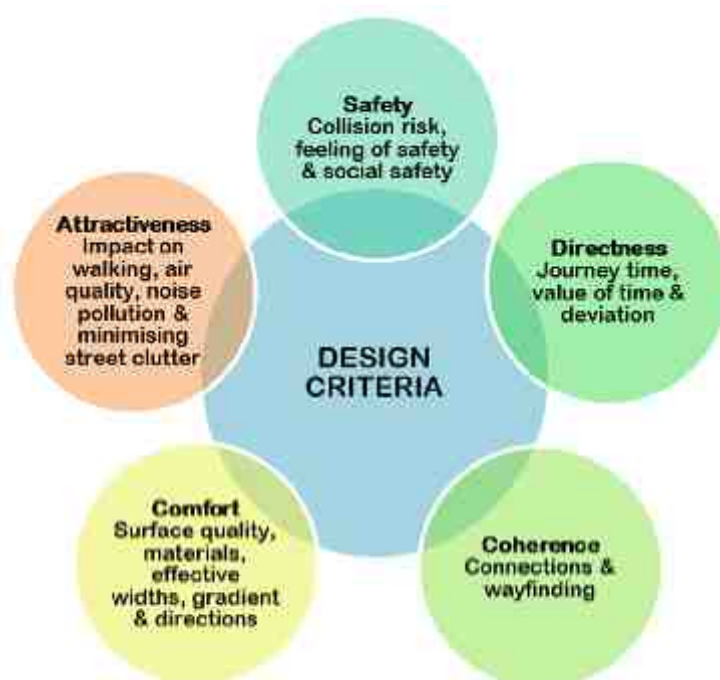 Safety
Collision risk,
feeling of safety
& social safety
Attractiveness
Impact on
walking, air
quality, noise
pollution &
minimising
street clutter
Directness
Journey time,
value of time &
deviation
DESIGN
CRITERIA
Comfort
Surface quality,
materials,
effective
widths, gradient
& directions
Coherence
Connections &
wayfinding